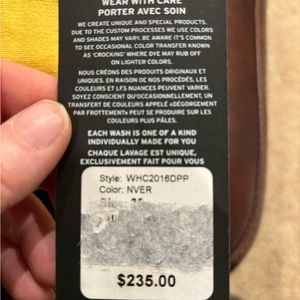 WEAR WITH CARE
PORTER AVEC SOIN
WE CREATE UNIQUE AND SPECIAL PRODUCTS,
DUE TO THE CUSTOM PROCESSES WE USE COLORS
AND SHADES MAY VARY. BE AWARE IT'S COMMON
TO SEE OCCASIONAL COLOR TRANSFER KNOWN
AS 'CROCKING' WHERE DYE MAY RUB OFF
ON LIGHTER COLORS.
NOUS CRÉONS DES PRODUITS ORIGINAUX ET
UNIQUES, EN RAISON DE NOS PROCÉDÉS, LES
COULEURS ET LFS NUANCES PEUVENT VARIER.
SOYEZ CONSCIENT QU'OCCASIONNELLEMENT, UN
TRANSFERT DE COULEURS APPELÉ «DÉGORGEMENT
PAR FROTTEMENT» PEUT SE PRODUIRE SUR LES
COULEURS PLUS PÂLES.
EACH WASH IS ONE OF A KIND
INDIVIDUALLY MADE FOR YOU
CHAQUE LAVAGE EST UNIQUE,
EXCLUSIVEMENT FAIT POUR VOUS
Style: WHC2016DPP
Color: NVER
$235.00